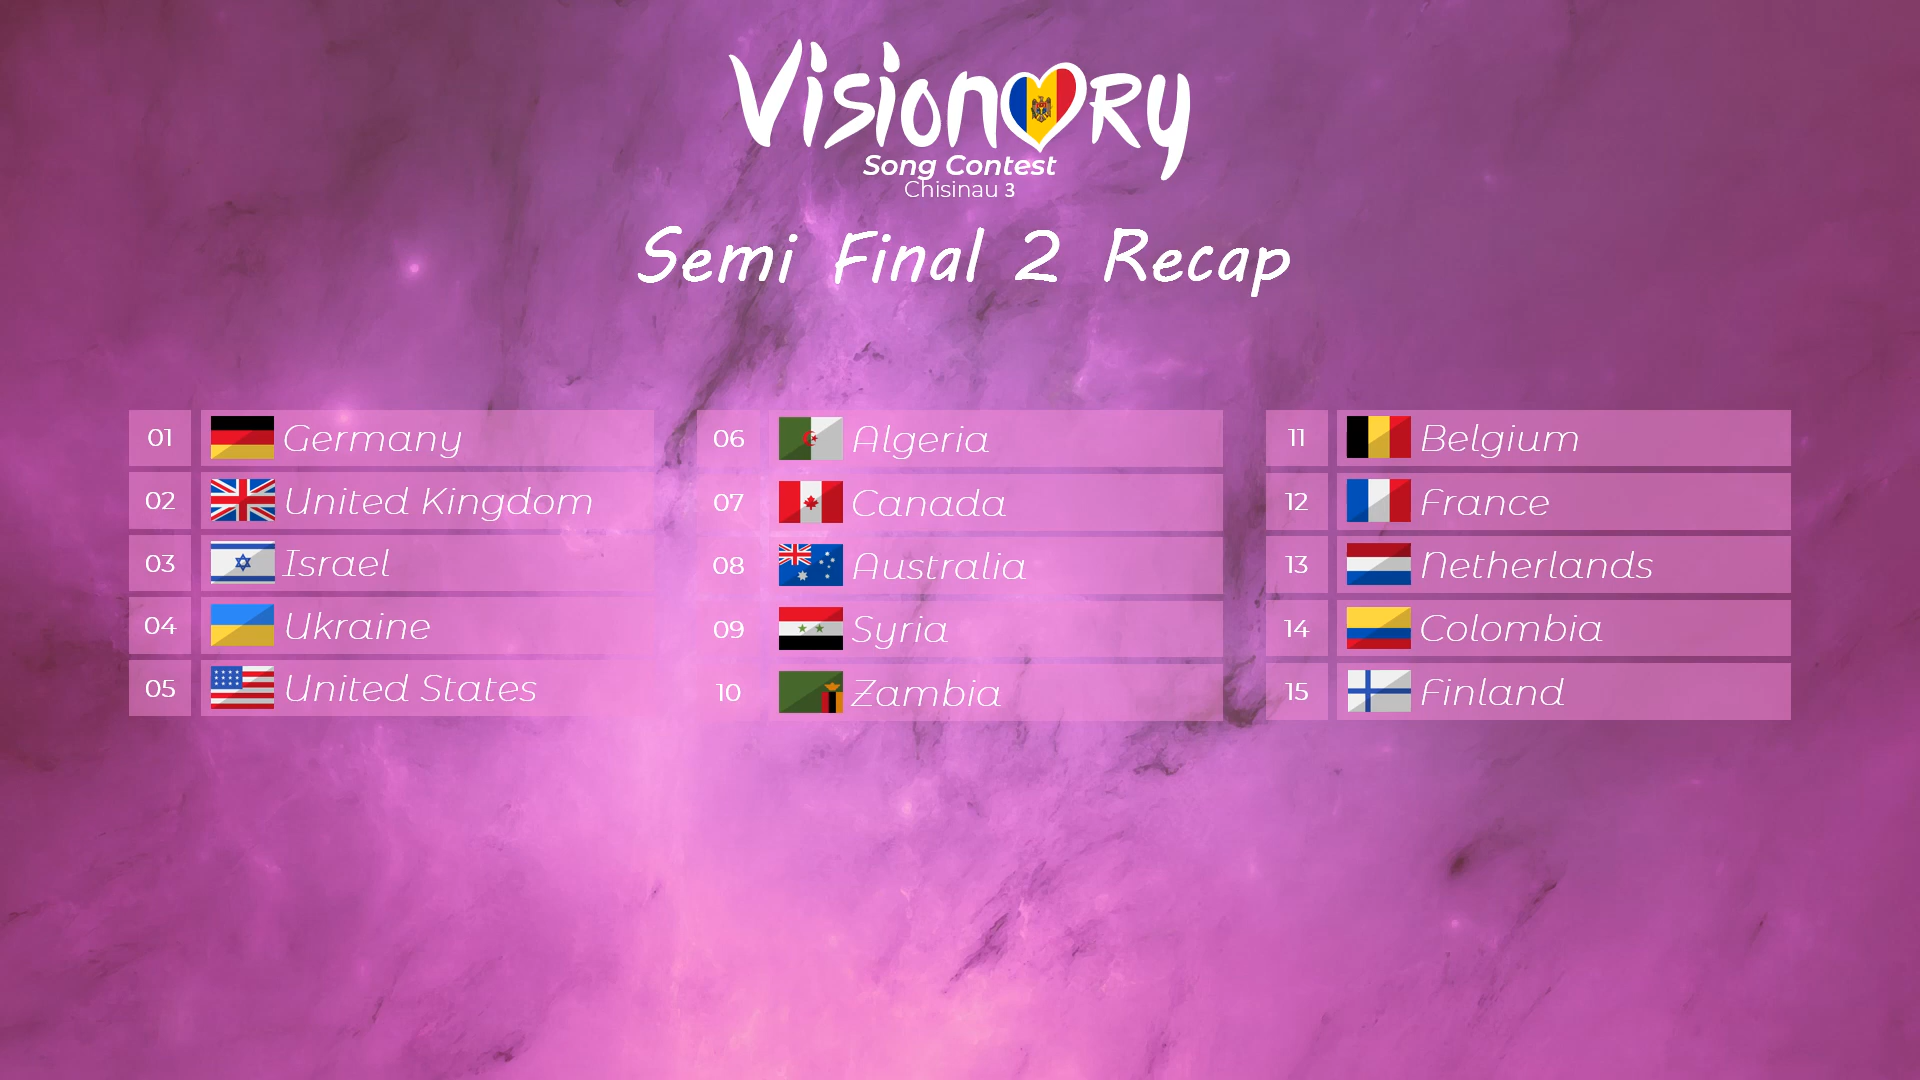 Visionary
Song Contest
Chisinau 3
Semi Final 2 Recap
01 Germany
02 United Kingdom
03 Israel
04 Ukraine
05 United States
06 Algeria
07 Canada
08 Australia
09 Syria
10 Zambia
11 Belgium
12 France
13 Netherlands
14 Colombia
15 Finland